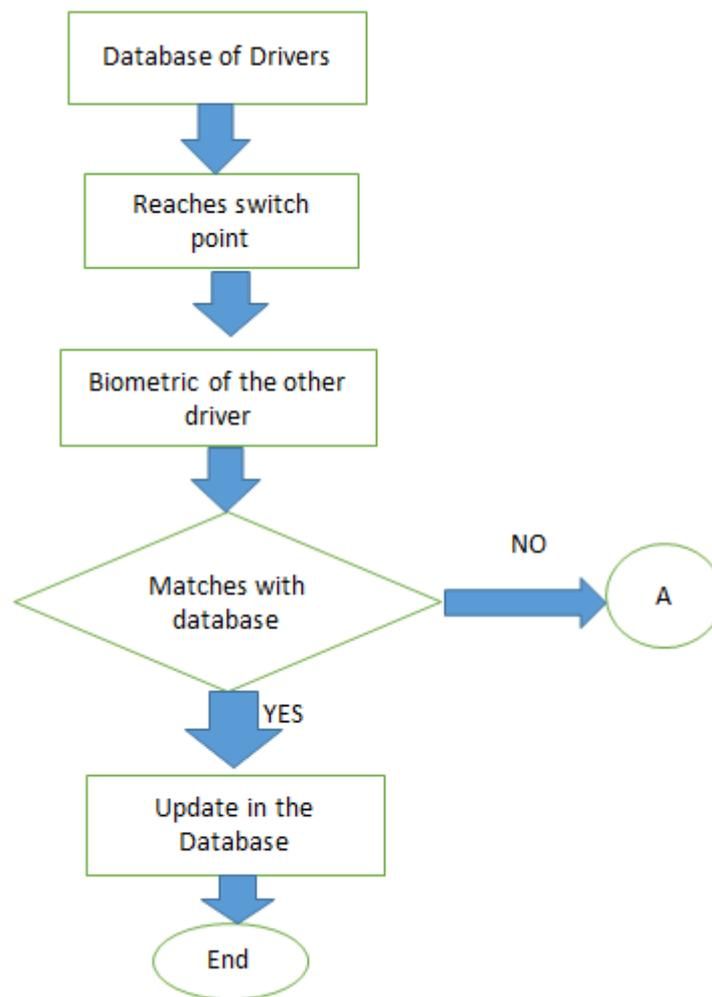 Database of Drivers
Reaches switch
point
Biometric of the other
driver
Matches with
database
NO
A
YES
Update in the
Database
End